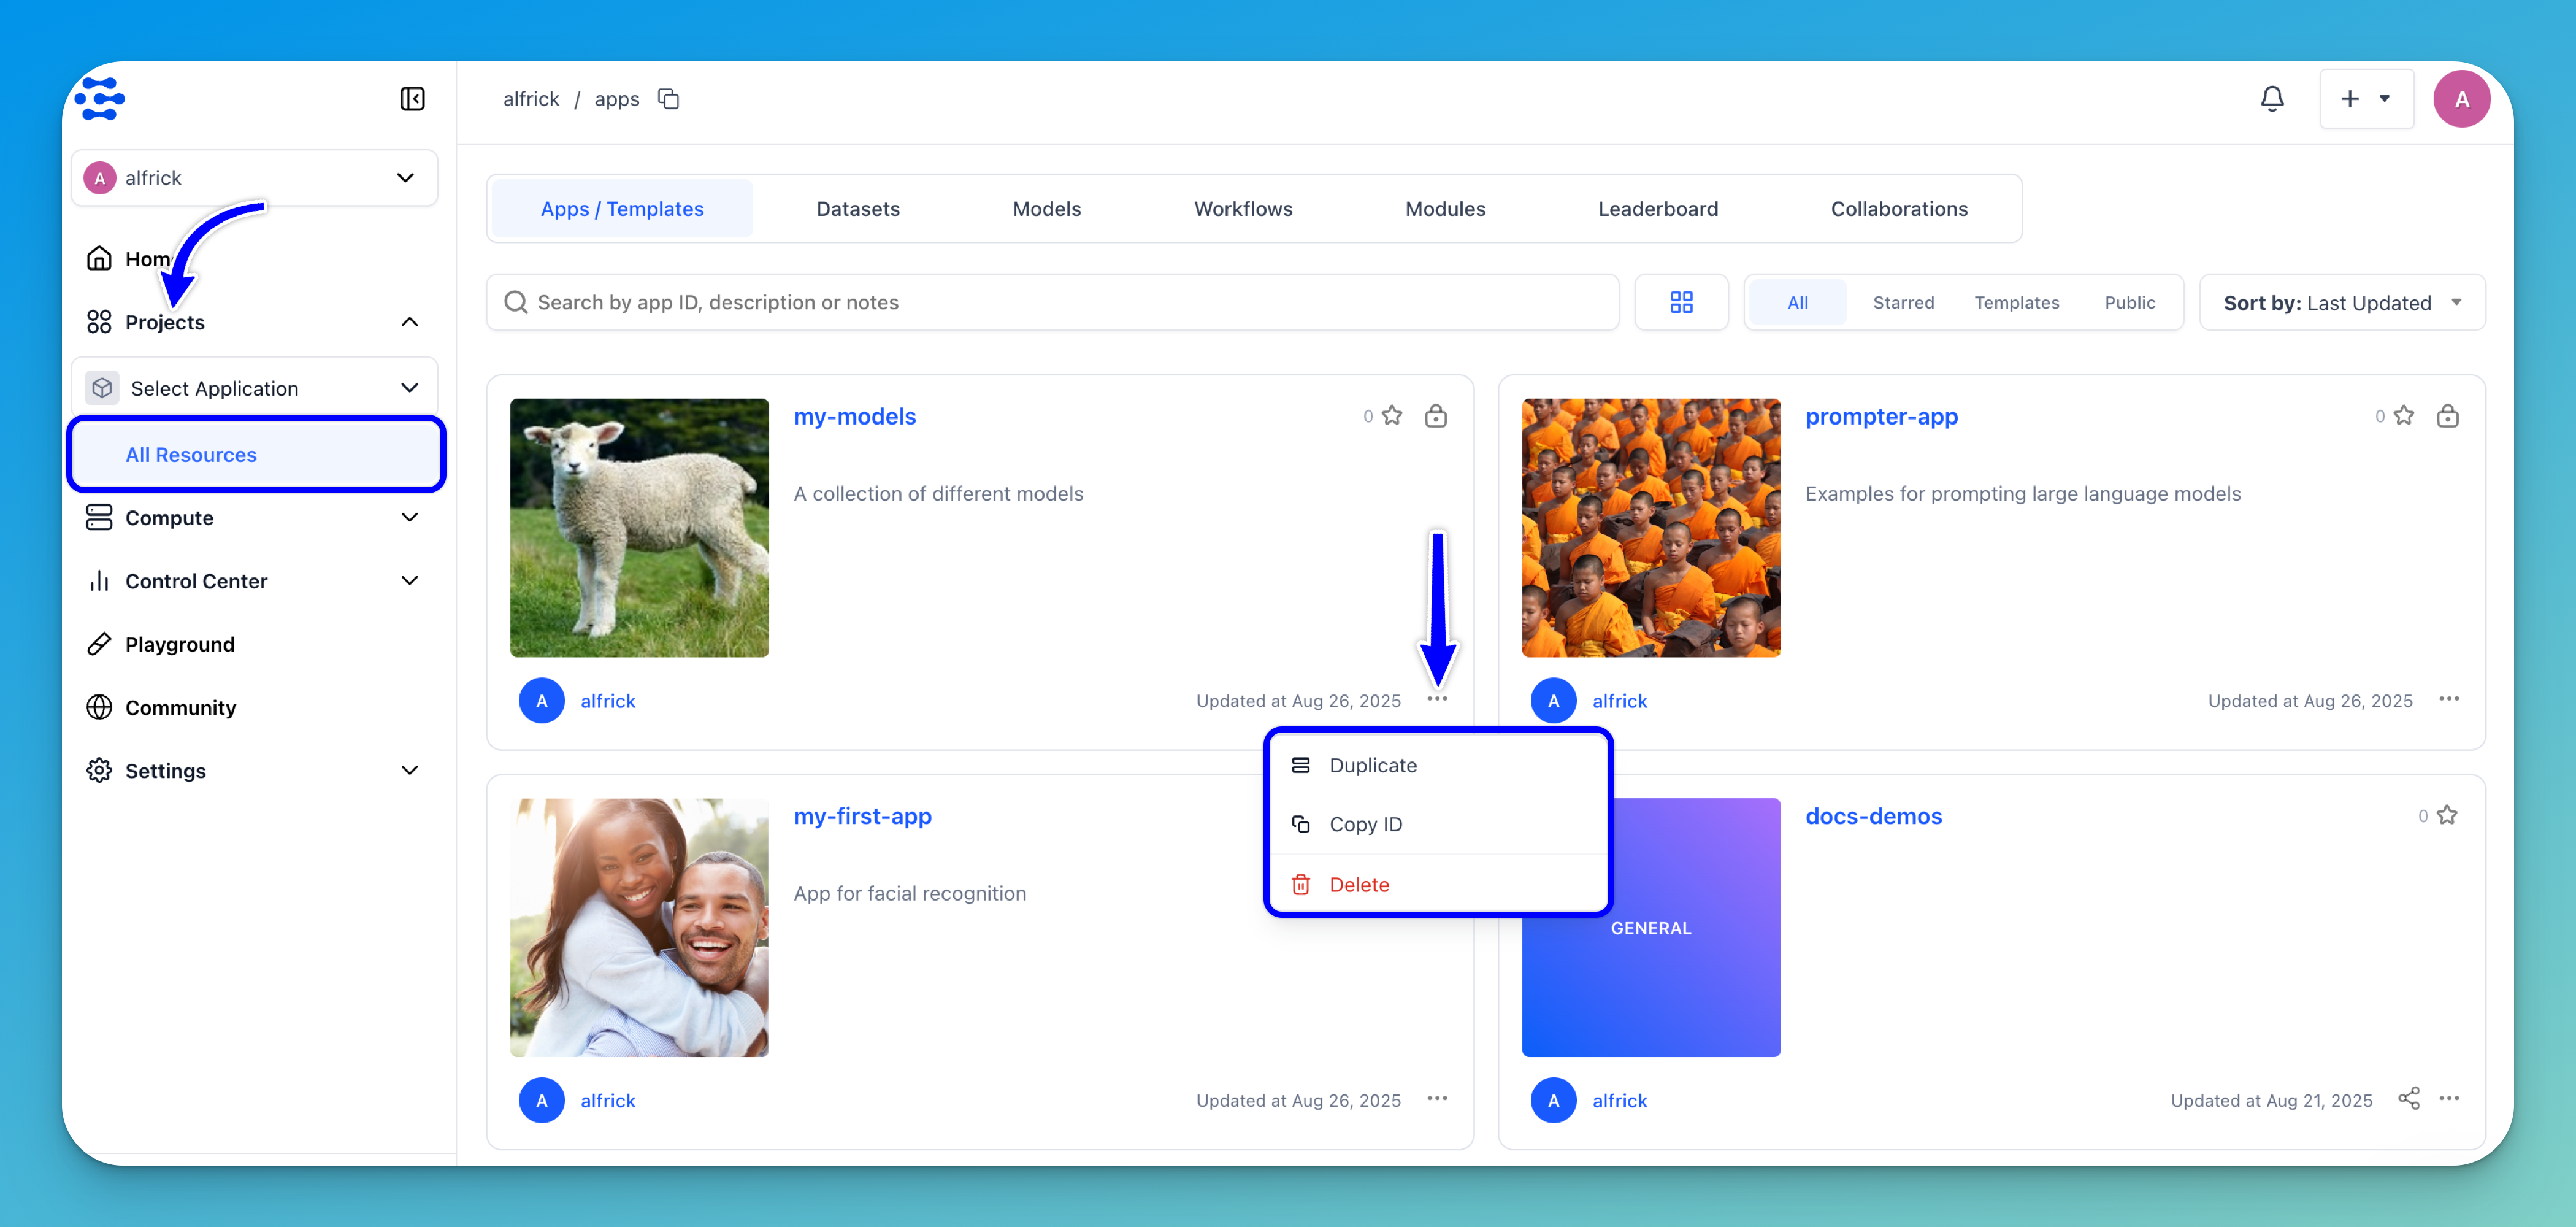 alfrick / apps
A
A alfrick
Home
Projects
Select Application
All Resources
Compute
Control Center
Playground
Community
Settings
Apps / Templates Datasets Models Workflows Modules Leaderboard Collaborations
Search by app ID, description or notes
All Starred Templates Public
Sort by: Last Updated
my-models 0
A collection of different models
A alfrick Updated at Aug 26, 2025
prompter-app 0
Examples for prompting large language models
A alfrick Updated at Aug 26, 2025
Duplicate
Copy ID
Delete
my-first-app
App for facial recognition
A alfrick Updated at Aug 26, 2025
docs-demos 0
GENERAL
A alfrick Updated at Aug 21, 2025